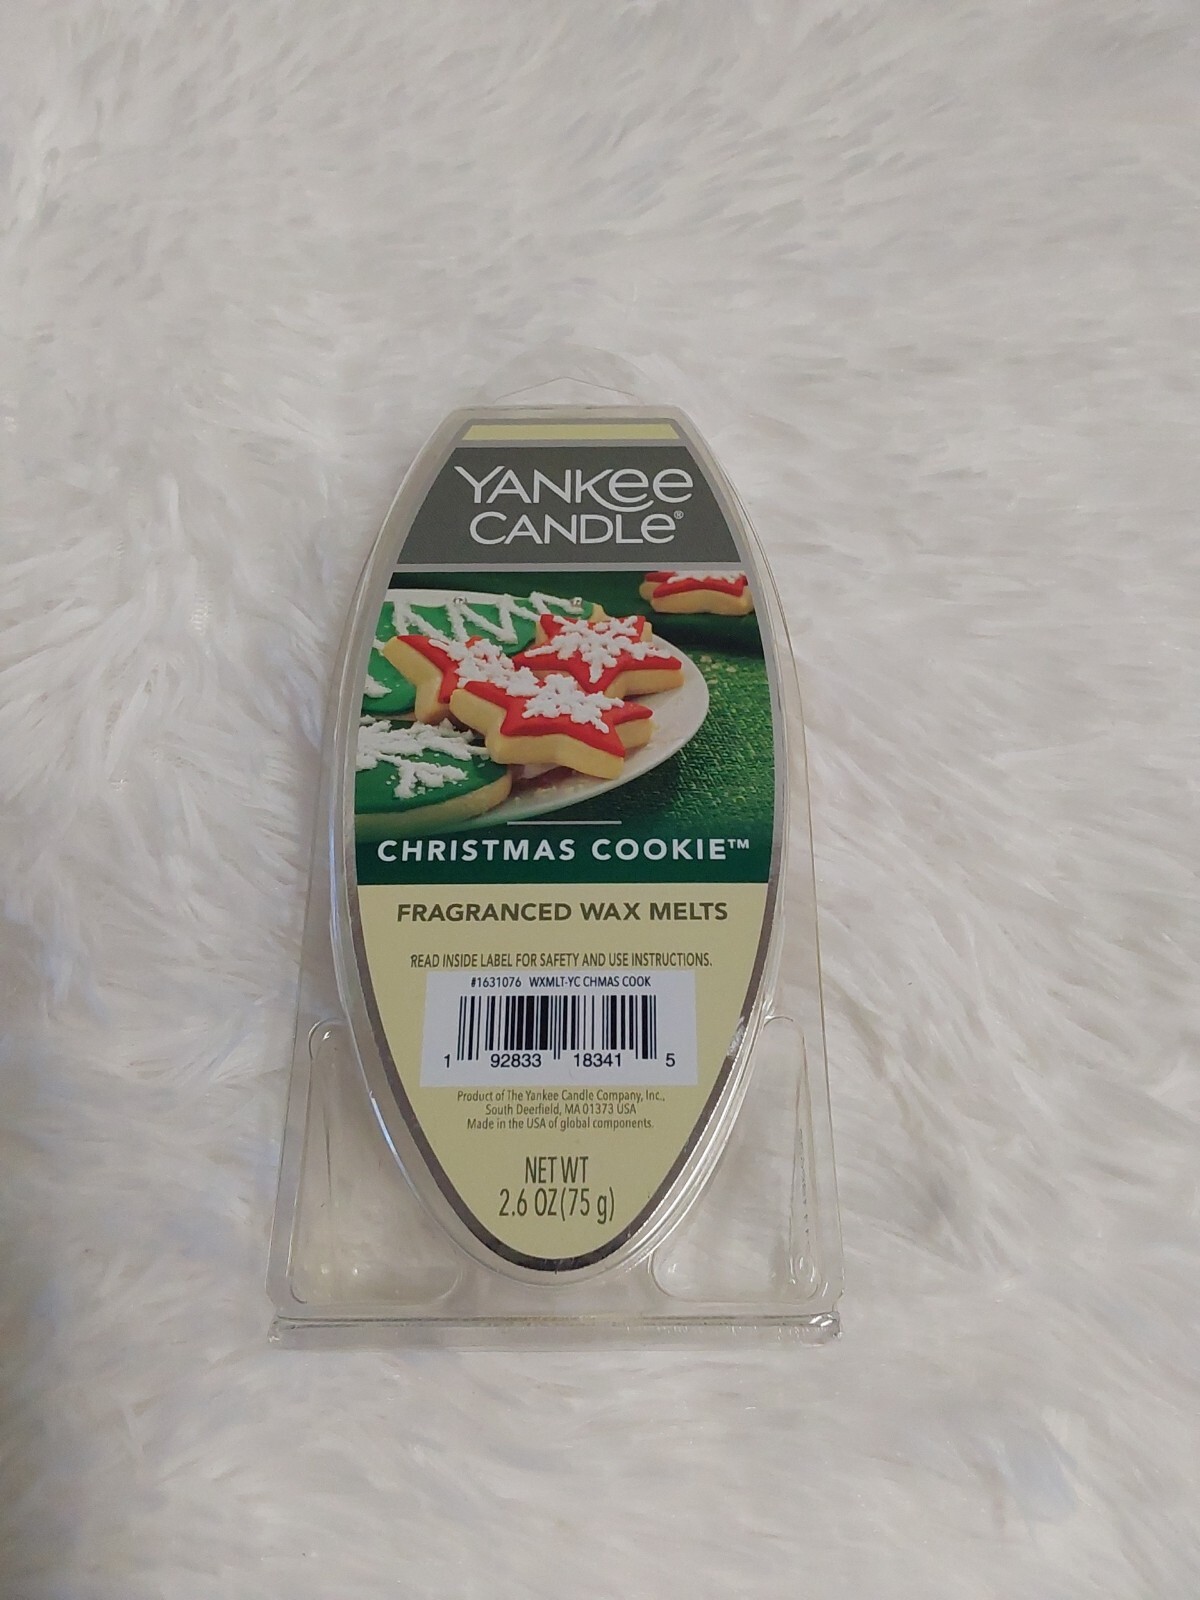 YANKEE
CANDLE®
CHRISTMAS COOKIE™
FRAGRANCED WAX MELTS
READ INSIDE LABEL FOR SAFETY AND USE INSTRUCTIONS.
#1631076 WXMLT-YC CHMAS COOK
1 92833 18341 5
Product of The Yankee Candle Company, Inc.,
South Deerfield, MA 01373 USA
Made in the USA of global components.
NET WT
2.6 OZ(75 g)